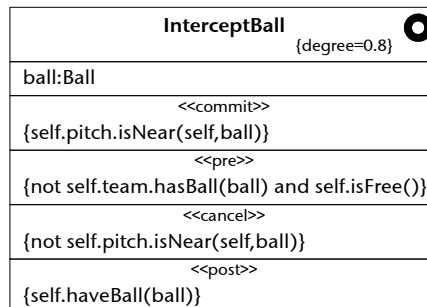 InterceptBall
{degree=0.8}
ball:Ball
<<commit>>
{self.pitch.isNear(self,ball)}
<<pre>>
{not self.team.hasBall(ball) and self.isFree()}
<<cancel>>
{not self.pitch.isNear(self,ball)}
<<post>>
{self.haveBall(ball)}